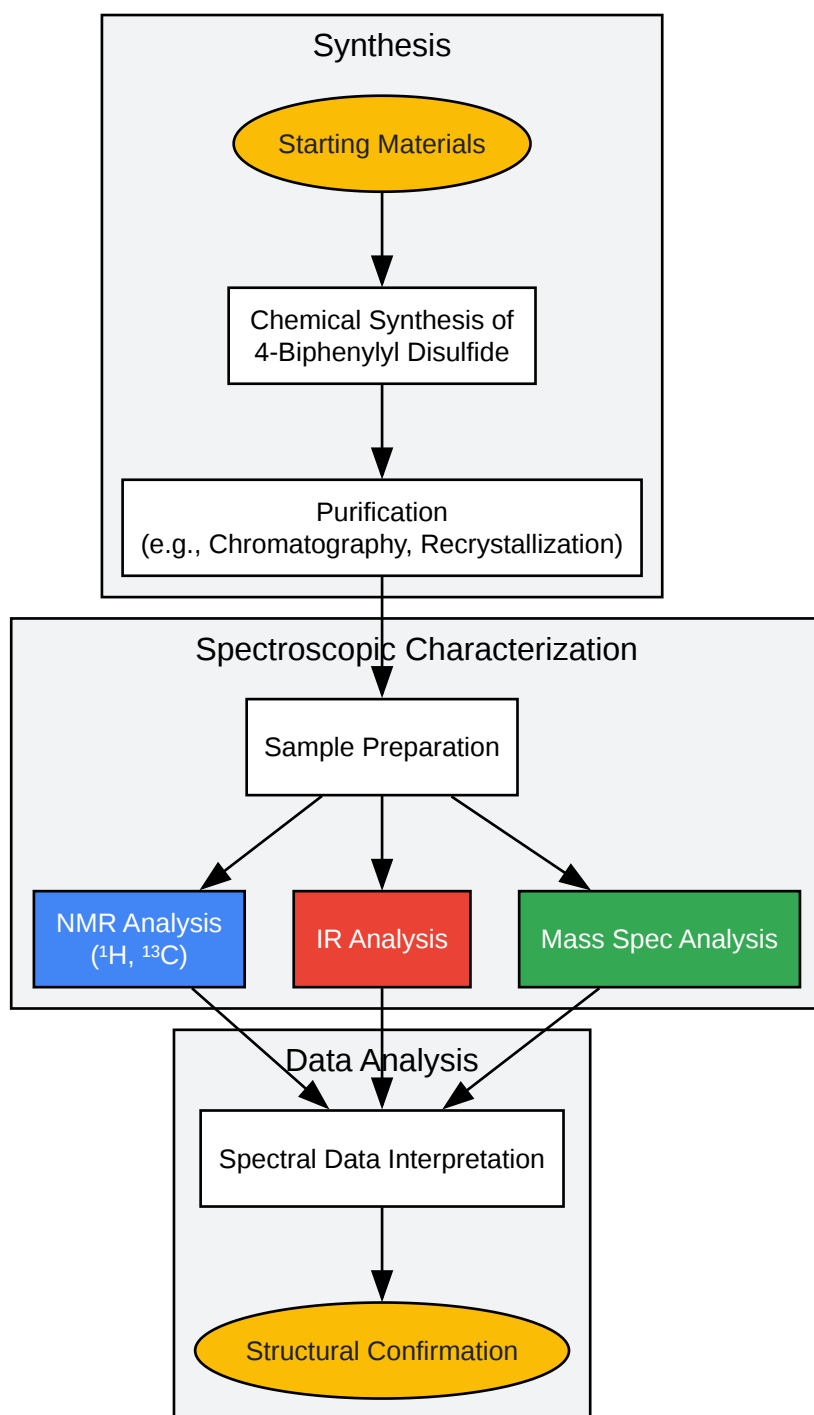 Synthesis
Starting Materials
Chemical Synthesis of
4-Biphenylyl Disulfide
Purification
(e.g., Chromatography, Recrystallization)
Spectroscopic Characterization
Sample Preparation
NMR Analysis
(¹H, ¹³C)
IR Analysis
Mass Spec Analysis
Data Analysis
Spectral Data Interpretation
Structural Confirmation